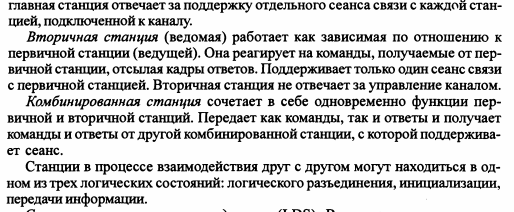 главная станция отвечает за поддержку отдельного сеанса связи с каждой стан-
цией, подключенной к каналу.
Вторичная станция (ведомая) работает как зависимая по отношению к
первичной станции (ведущей). Она реагирует на команды, получаемые от пер-
вичной станции, отсылая кадры ответов. Поддерживает только один сеанс связи
с первичной станцией. Вторичная станция не отвечает за управление каналом.
Комбинированная станция сочетает в себе одновременно функции пер-
вичной и вторичной станций. Передает как команды, так и ответы и получает
команды и ответы от другой комбинированной станции, с которой поддержива-
ет сеанс.
Станции в процессе взаимодействия друг с другом могут находиться в од-
ном из трех логических состояний: логического разъединения, инициализации,
передачи информации.